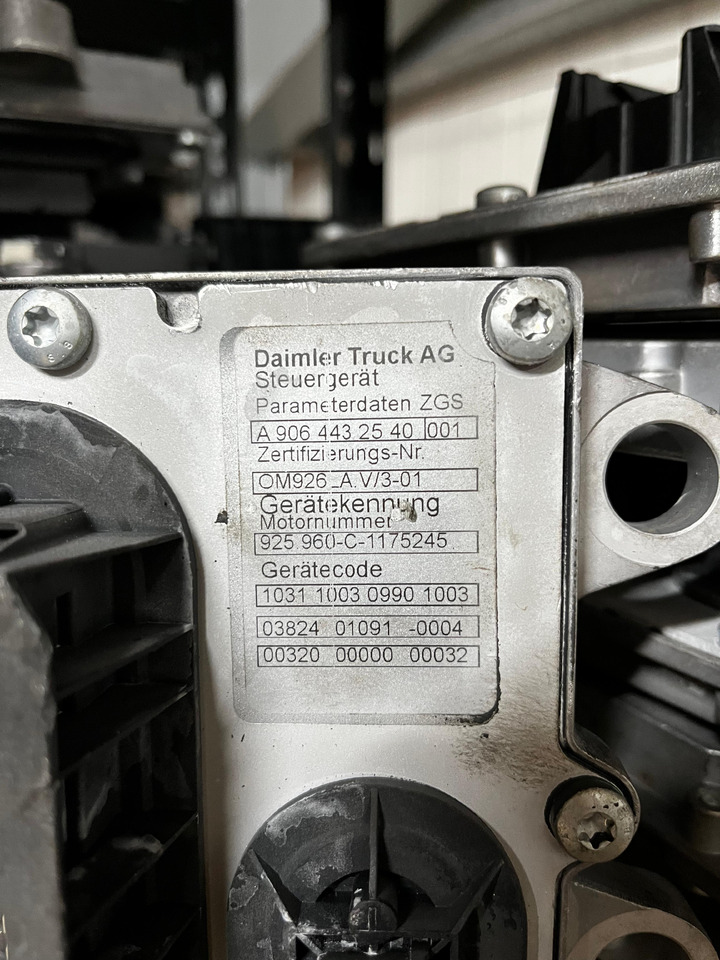 Daimler Truck AG
Steuergerät
Parameterdaten ZGS
A 906 443 25 40 001
Zertifizierungs-Nr.
OM926_A.V/3-01
Gerätekennung
Motornummer
925 960-C-1175245
Gerätecode
1031 1003 0990 1003
03824 01091 -0004
00320 00000 00032